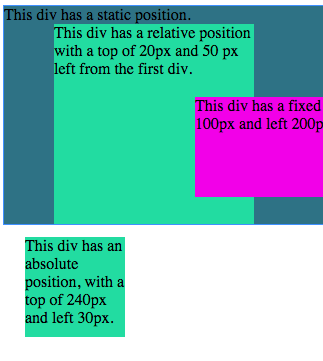 This div has a static position.
This div has a relative position
with a top of 20px and 50 px
left from the first div.
This div has a fixed
100px and left 200p
This div has an
absolute
position, with a
top of 240px
and left 30px.